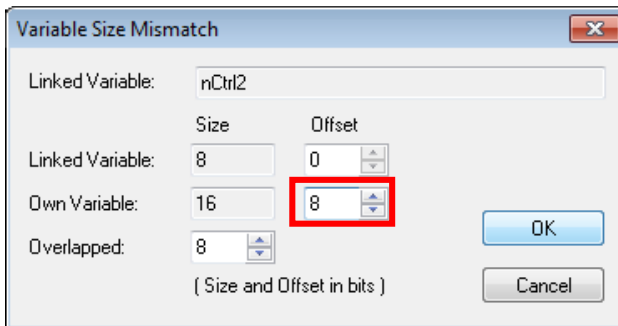 Variable Size Mismatch
Linked Variable: nCtrl2
Size Offset
Linked Variable: 8 0
Own Variable: 16 8
Overlapped: 8
OK
( Size and Offset in bits )
Cancel